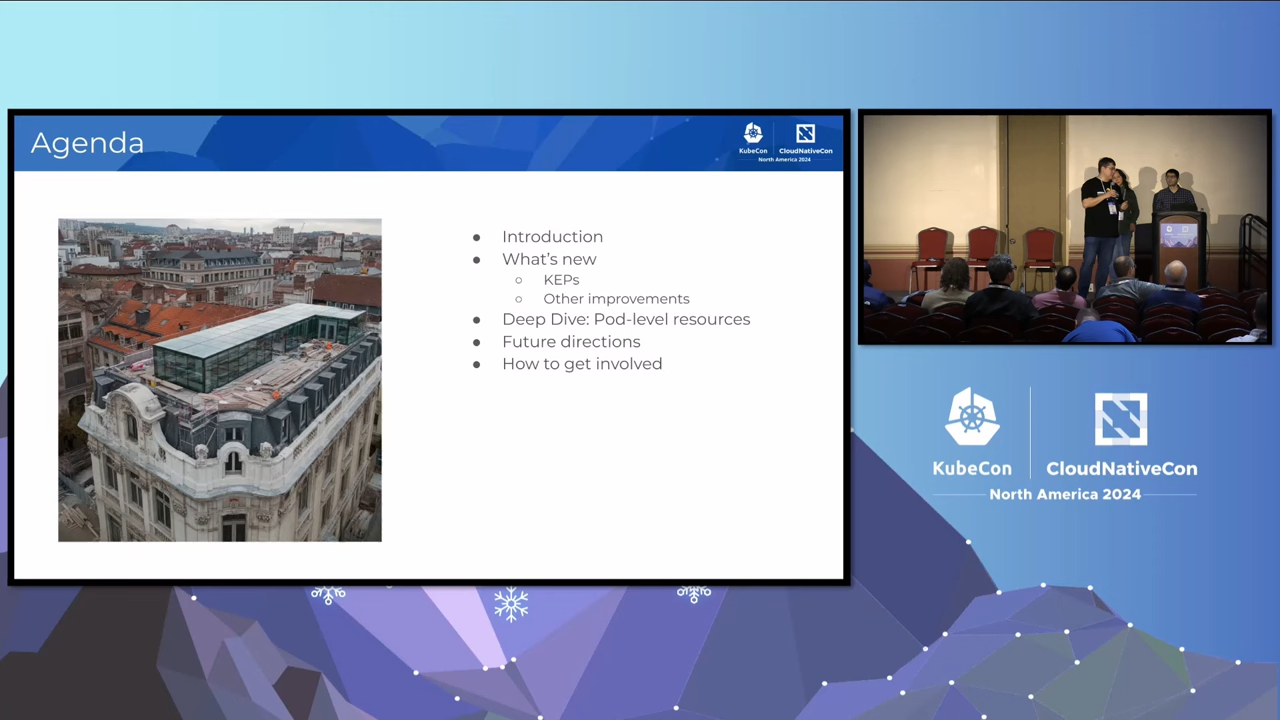 Agenda
KubeCon
CloudNativeCon
North America 2024
● Introduction
● What's new
○ KEPs
○ Other improvements
● Deep Dive: Pod-level resources
● Future directions
● How to get involved
KubeCon
CloudNativeCon
North America 2024